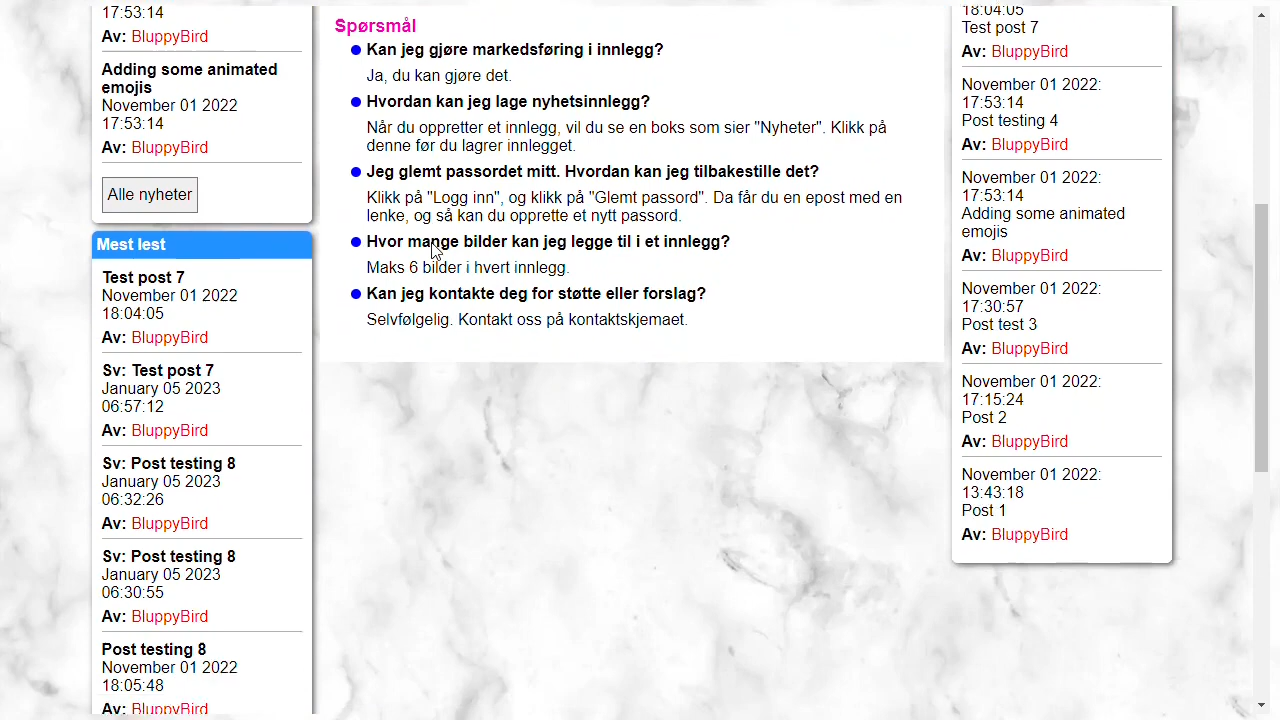 17:53:14
Av: BluppyBird
Adding some animated
emojis
November 01 2022
17:53:14
Av: BluppyBird
Alle nyheter
Mest lest
Test post 7
November 01 2022
18:04:05
Av: BluppyBird
Sv: Test post 7
January 05 2023
06:57:12
Av: BluppyBird
Sv: Post testing 8
January 05 2023
06:32:26
Av: BluppyBird
Sv: Post testing 8
January 05 2023
06:30:55
Av: BluppyBird
Post testing 8
November 01 2022
18:05:48
Av: BluppyBird
Spørsmål
Kan jeg gjøre markedsføring i innlegg?
Ja, du kan gjøre det.
Hvordan kan jeg lage nyhetsinnlegg?
Når du oppretter et innlegg, vil du se en boks som sier "Nyheter". Klikk på
denne før du lagrer innlegget.
Jeg glemt passordet mitt. Hvordan kan jeg tilbakestille det?
Klikk på "Logg inn", og klikk på "Glemt passord". Da får du en epost med en
lenke, og så kan du opprette et nytt passord.
Hvor mange bilder kan jeg legge til i et innlegg?
Maks 6 bilder i hvert innlegg.
Kan jeg kontakte deg for støtte eller forslag?
Selvfølgelig. Kontakt oss på kontaktskjemaet.
18:04:05
Test post 7
Av: BluppyBird
November 01 2022:
17:53:14
Post testing 4
Av: BluppyBird
November 01 2022:
17:53:14
Adding some animated
emojis
Av: BluppyBird
November 01 2022:
17:30:57
Post test 3
Av: BluppyBird
November 01 2022:
17:15:24
Post 2
Av: BluppyBird
November 01 2022:
13:43:18
Post 1
Av: BluppyBird